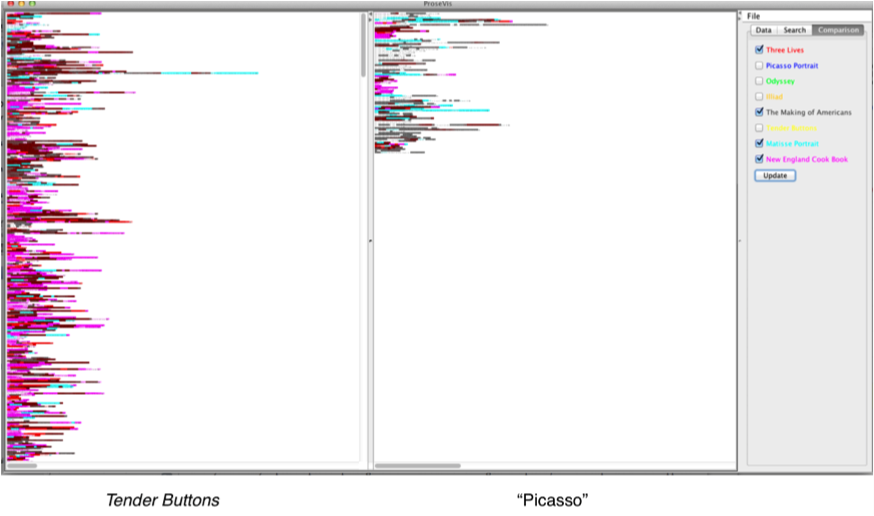 ProseVis
File
Data Search Comparison
Three Lives
Picasso Portrait
Odyssey
Iliad
The Making of Americans
Tender Buttons
Matisse Portrait
New England Cook Book
Update
Tender Buttons
“Picasso”